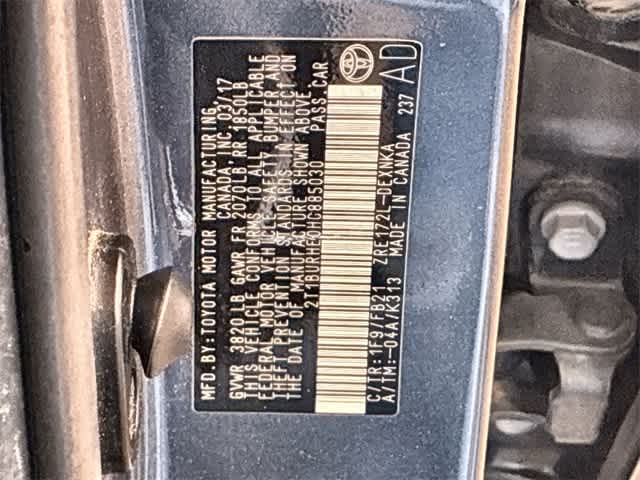 MFD.BY:TOYOTA MOTOR MANUFACTURING
CANADA INC. 03/17
GVWR 3820LB GAWR FR 2070LB RR 1850LB
THIS VEHICLE CONFORMS TO ALL APPLICABLE
FEDERAL MOTOR VEHICLE SAFETY, BUMPER, AND
THEFT PREVENTION STANDARDS IN EFFECT ON
THE DATE OF MANUFACTURE SHOWN ABOVE.
2T1BURHE0HC885030 PASS CAR
C/TR:1F9/FB21 ZRE172L-DEXNKA
A/TM:-04A/K313 MADE IN CANADA 237
AD